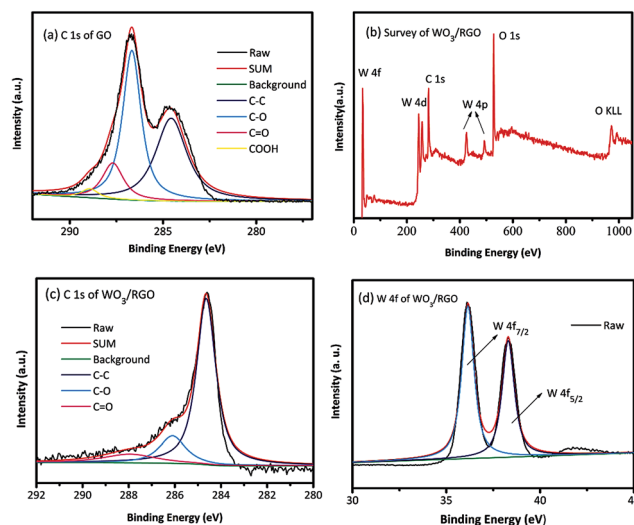 (a) C 1s of GO
Raw
SUM
Background
C-C
C-O
C=O
COOH
Intensity(a.u.)
290 285 280
Binding Energy (eV)
(b) Survey of WO3/RGO
O 1s
W 4f
C 1s
W 4d
W 4p
O KLL
Intensity(a.u.)
0 200 400 600 800 1000
Binding Energy (eV)
(c) C 1s of WO3/RGO
Raw
SUM
Background
C-C
C-O
C=O
Intensity (a. u.)
292 290 288 286 284 282 280
Binding Energy (eV)
(d) W 4f of WO3/RGO
Raw
W 4f7/2
W 4f5/2
Intensity (a. u.)
30 35 40
Binding Energy (eV)